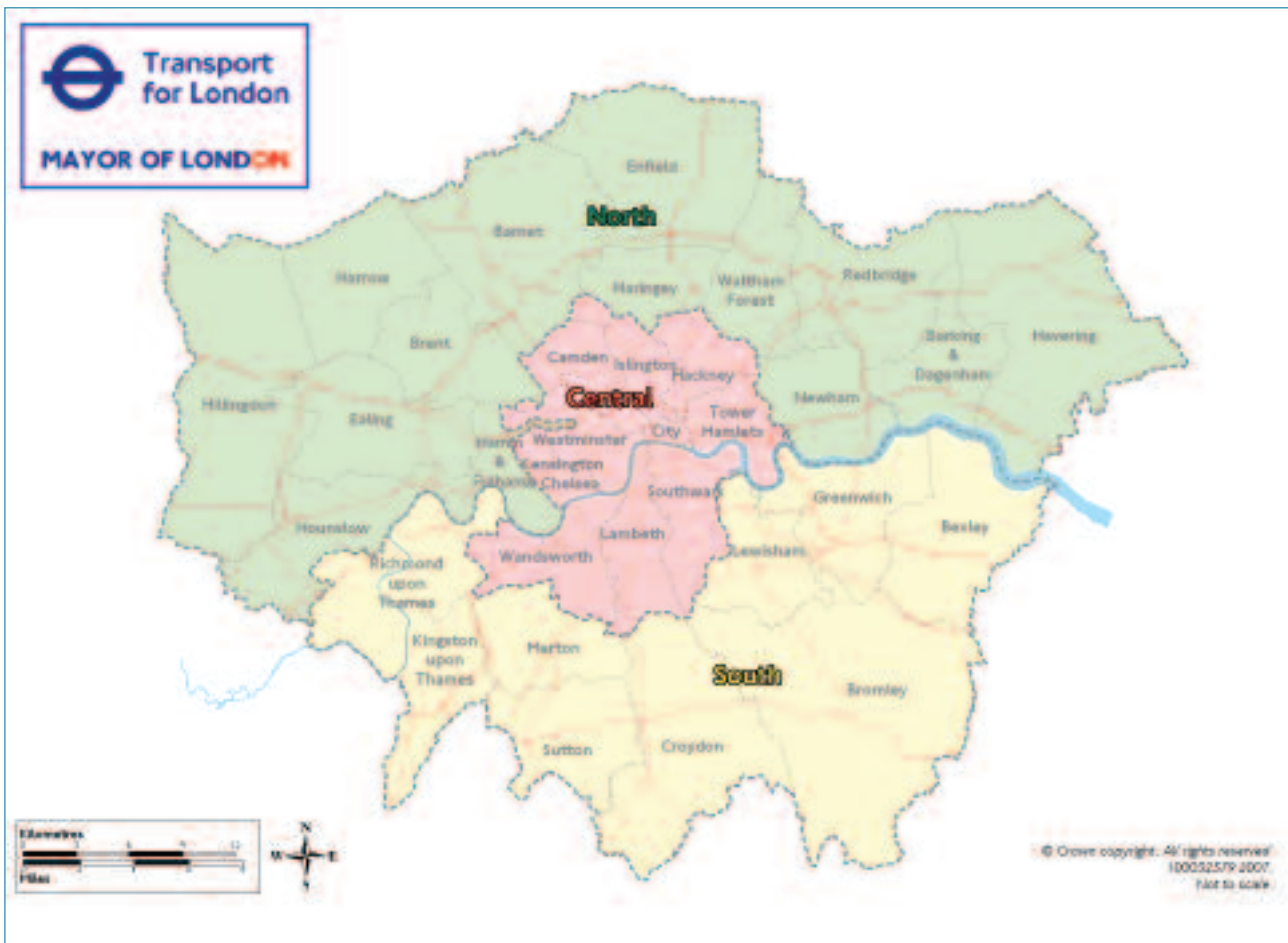 Transport
for London
MAYOR OF LONDON
Enfield
North
Barnet
Harrow
Haringey
Waltham
Forest
Redbridge
Brent
Barking
&
Dagenham
Havering
Camden
Islington
Hackney
Central
Hillingdon
Ealing
Newham
Tower
Hamlets
City
Westminster
&
Kensington
Chelsea
Southwark
Greenwich
Hounslow
Lambeth
Bexley
Wandsworth
Lewisham
Richmond
upon
Thames
Kingston
upon
Thames
Merton
South
Bromley
Sutton
Croydon
Kilometres
Miles
N
W
E
© Crown copyright. All rights reserved
100032379 2007.
Not to scale